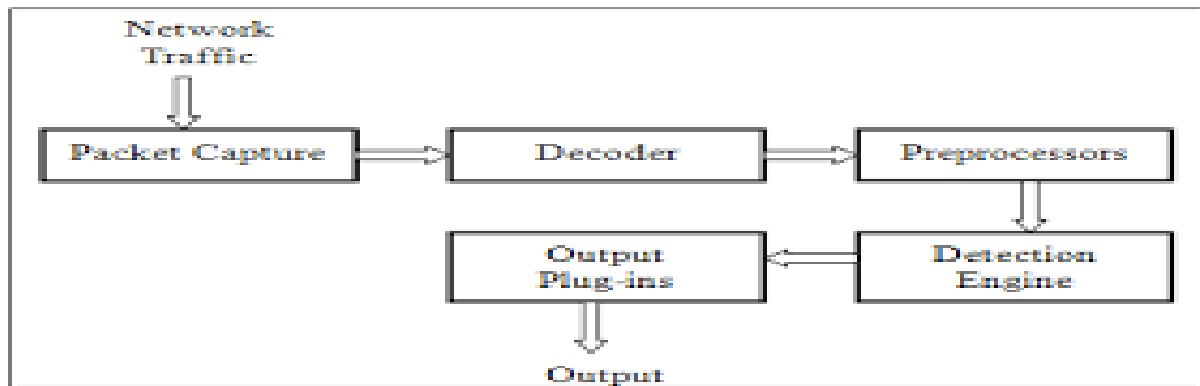 Network
Traffic
Packet Capture
Decoder
Preprocessors
Output
Plug-ins
Detection
Engine
Output